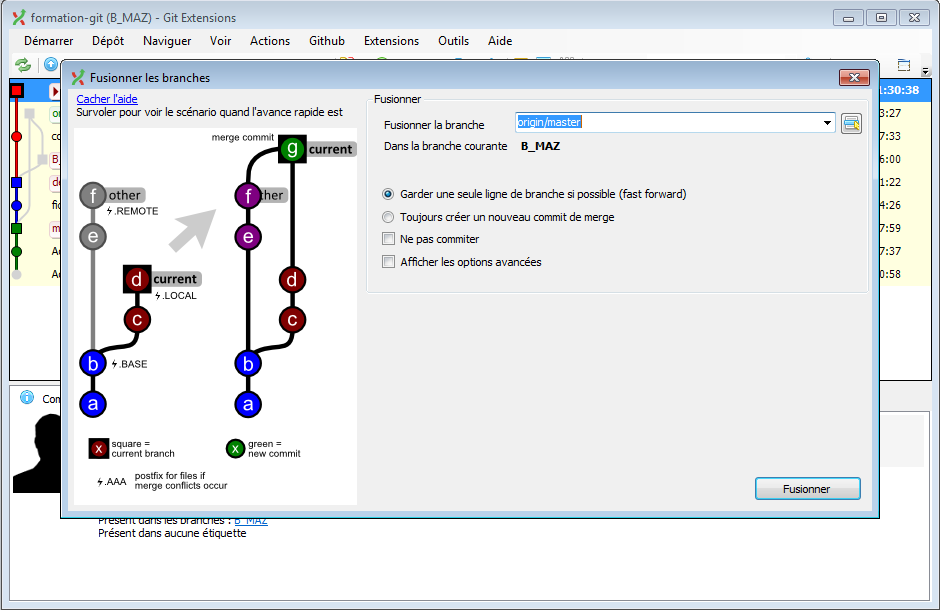 formation-git (B_MAZ) - Git Extensions
Démarrer Dépôt Naviguer Voir Actions Github Extensions Outils Aide
Fusionner les branches
Cacher l'aide
Survoler pour voir le scénario quand l'avance rapide est
merge commit
g current
f other
.REMOTE
e
d current
.LOCAL
c
b .BASE
a
f
e
d
c
b
a
x square =
current branch
x green =
new commit
.AAA postfix for files if
merge conflicts occur
Fusionner
Fusionner la branche origin/master
Dans la branche courante B_MAZ
Garder une seule ligne de branche si possible (fast forward)
Toujours créer un nouveau commit de merge
Ne pas commiter
Afficher les options avancées
Fusionner
1:30:38
3:27
7:33
6:00
1:22
4:26
7:59
7:37
0:58
Présent dans les branches : B_MAZ
Présent dans aucune étiquette